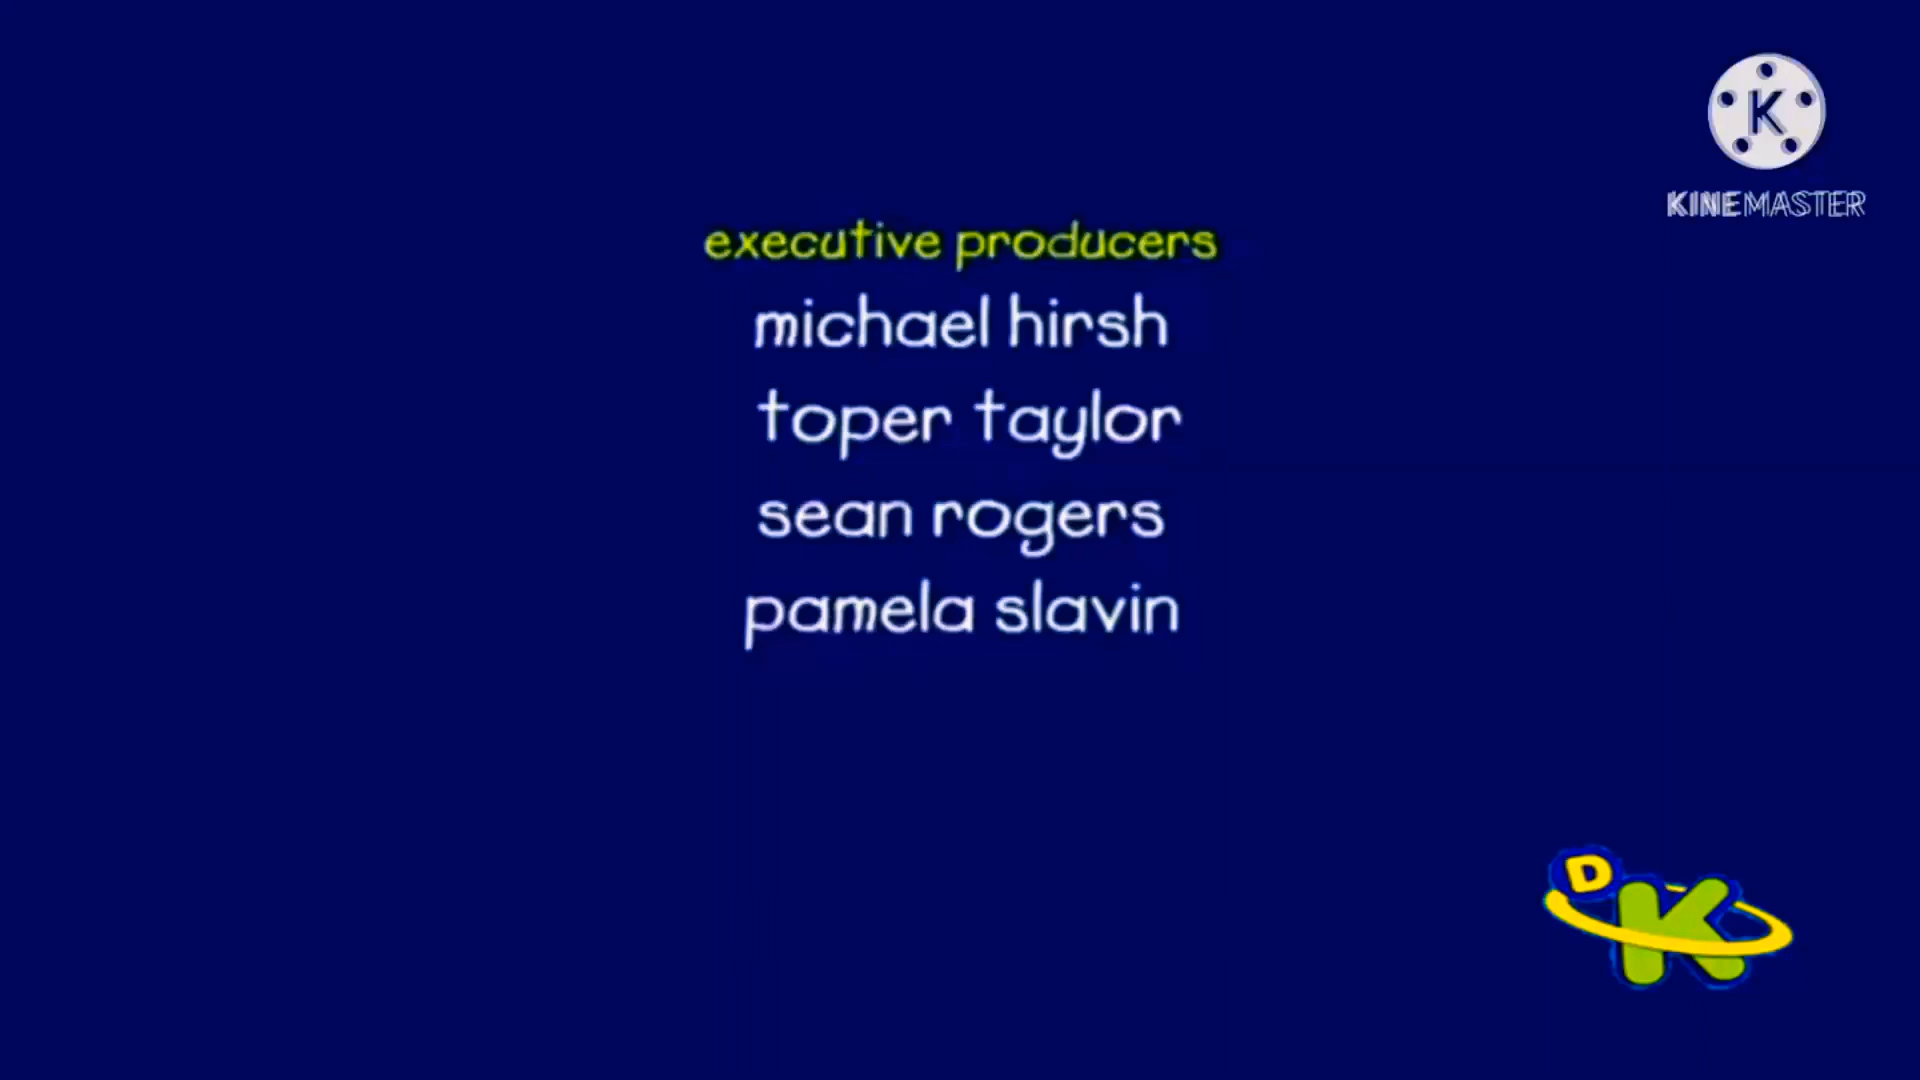 K
KINEMASTER
executive producers
michael hirsh
toper taylor
sean rogers
pamela slavin
D
K